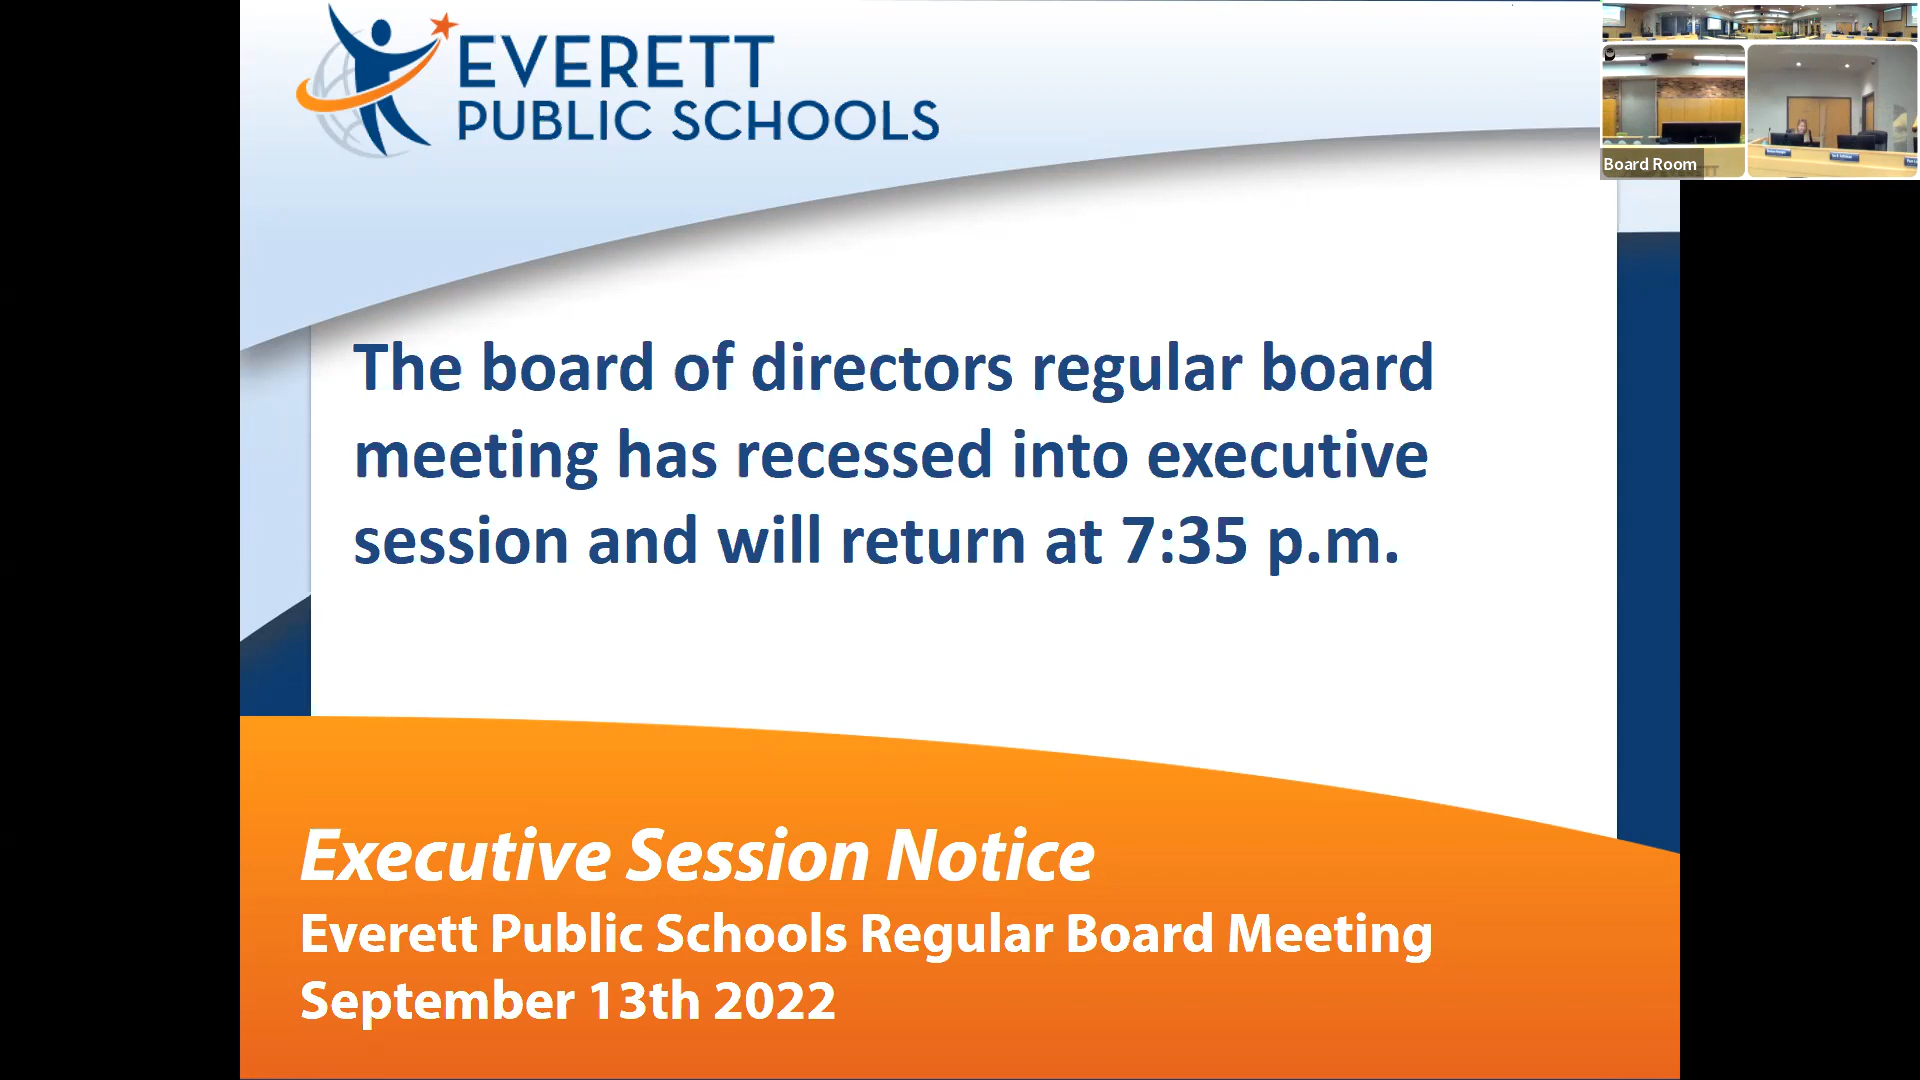 EVERETT
PUBLIC SCHOOLS
Board Room
The board of directors regular board
meeting has recessed into executive
session and will return at 7:35 p.m.
Executive Session Notice
Everett Public Schools Regular Board Meeting
September 13th 2022